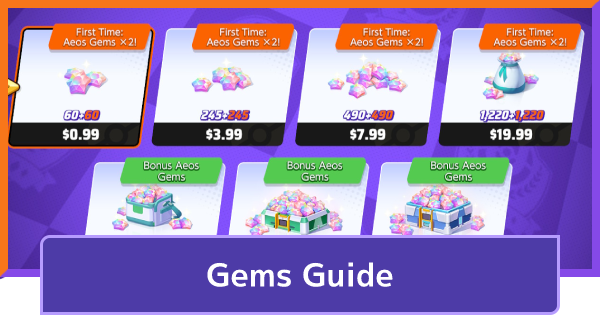 First Time:
Aeos Gems ×2!
First Time:
Aeos Gems ×2!
First Time:
Aeos Gems ×2!
First Time:
Aeos Gems ×2!
60+60
245+245
490+490
1,220+1,220
$0.99
$3.99
$7.99
$19.99
Bonus Aeos
Gems
Bonus Aeos
Gems
Bonus Aeos
Gems
Gems Guide